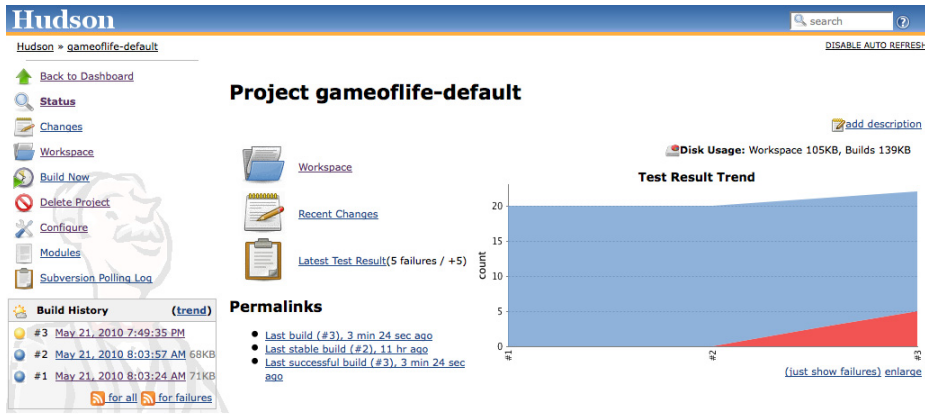 Hudson
search
Hudson » gameoflife-default
DISABLE AUTO REFRESH
Back to Dashboard
Status
Changes
Workspace
Build Now
Delete Project
Configure
Modules
Subversion Polling Log
Build History (trend)
#3 May 21, 2010 7:49:35 PM
#2 May 21, 2010 8:03:57 AM 68KB
#1 May 21, 2010 8:03:24 AM 71KB
for all for failures
Project gameoflife-default
add description
Disk Usage: Workspace 105KB, Builds 139KB
Workspace
Recent Changes
Latest Test Result(5 failures / +5)
Permalinks
Last build (#3), 3 min 24 sec ago
Last stable build (#2), 11 hr ago
Last successful build (#3), 3 min 24 sec
ago
Test Result Trend
count
20
15
10
5
0
#1
#2
#3
(just show failures) enlarge